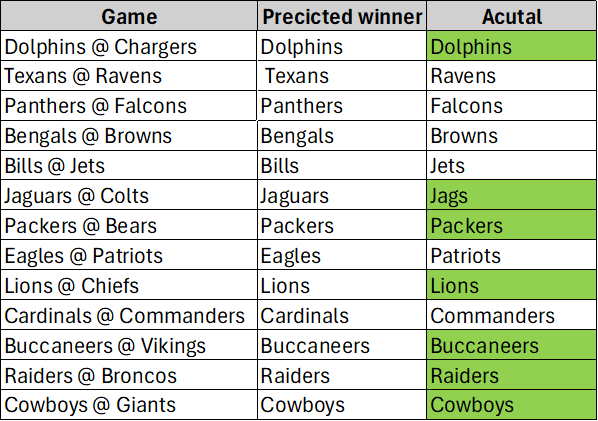 Game Precicted winner Acutal
Dolphins @ Chargers Dolphins Dolphins
Texans @ Ravens Texans Ravens
Panthers @ Falcons Panthers Falcons
Bengals @ Browns Bengals Browns
Bills @ Jets Bills Jets
Jaguars @ Colts Jaguars Jags
Packers @ Bears Packers Packers
Eagles @ Patriots Eagles Patriots
Lions @ Chiefs Lions Lions
Cardinals @ Commanders Cardinals Commanders
Buccaneers @ Vikings Buccaneers Buccaneers
Raiders @ Broncos Raiders Raiders
Cowboys @ Giants Cowboys Cowboys